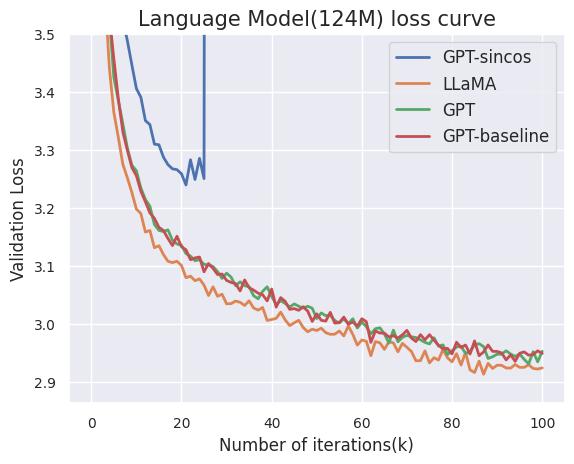 Language Model(124M) loss curve
3.5
3.4
3.3
3.2
3.1
3.0
2.9
Validation Loss
GPT-sincos
LLaMA
GPT
GPT-baseline
0 20 40 60 80 100
Number of iterations(k)